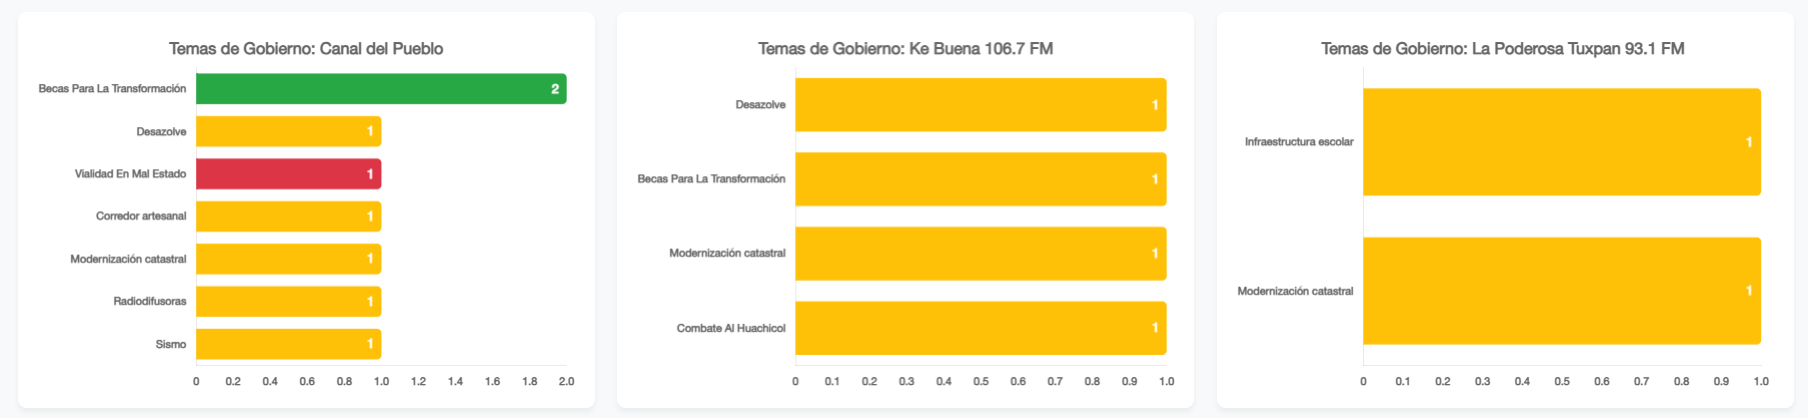 Temas de Gobierno: Canal del Pueblo
Becas Para La Transformación 2
Desazolve 1
Vialidad En Mal Estado 1
Corredor artesanal 1
Modernización catastral 1
Radiodifusoras 1
Sismo 1
0 0.2 0.4 0.6 0.8 1.0 1.2 1.4 1.6 1.8 2.0
Temas de Gobierno: Ke Buena 106.7 FM
Desazolve 1
Becas Para La Transformación 1
Modernización catastral 1
Combate Al Huachicol 1
0 0.1 0.2 0.3 0.4 0.5 0.6 0.7 0.8 0.9 1.0
Temas de Gobierno: La Poderosa Tuxpan 93.1 FM
Infraestructura escolar 1
Modernización catastral 1
0 0.1 0.2 0.3 0.4 0.5 0.6 0.7 0.8 0.9 1.0